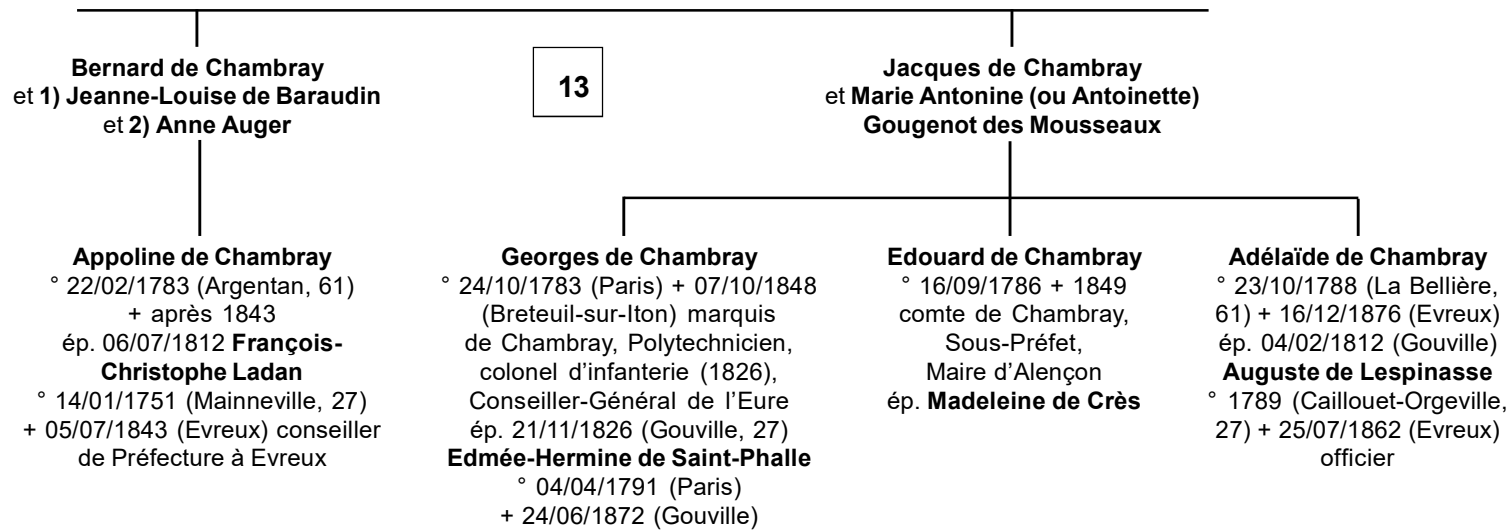 Bernard de Chambray
et 1) Jeanne-Louise de Baraudin
et 2) Anne Auger
13
Jacques de Chambray
et Marie Antonine (ou Antoinette)
Gougenot des Mousseaux
Appoline de Chambray
° 22/02/1783 (Argentan, 61)
+ après 1843
ép. 06/07/1812 François-
Christophe Ladan
° 14/01/1751 (Mainneville, 27)
+ 05/07/1843 (Evreux) conseiller
de Préfecture à Evreux
Georges de Chambray
° 24/10/1783 (Paris) + 07/10/1848
(Breteuil-sur-Iton) marquis
de Chambray, Polytechnicien,
colonel d’infanterie (1826),
Conseiller-Général de l’Eure
ép. 21/11/1826 (Gouville, 27)
Edmée-Hermine de Saint-Phalle
° 04/04/1791 (Paris)
+ 24/06/1872 (Gouville)
Edouard de Chambray
° 16/09/1786 + 1849
comte de Chambray,
Sous-Préfet,
Maire d’Alençon
ép. Madeleine de Crès
Adélaïde de Chambray
° 23/10/1788 (La Bellière,
61) + 16/12/1876 (Evreux)
ép. 04/02/1812 (Gouville)
Auguste de Lespinasse
° 1789 (Caillouet-Orgeville,
27) + 25/07/1862 (Evreux)
officier